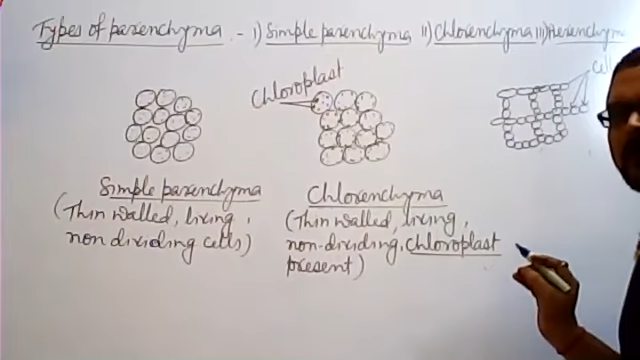 Types of parenchyma - i) Simple parenchyma ii) Chlorenchyma iii)
Chloroplast
Cell
Simple parenchyma
(Thin walled, living,
non dividing cells)
Chlorenchyma
(Thin walled, living,
non-dividing, chloroplast
present)